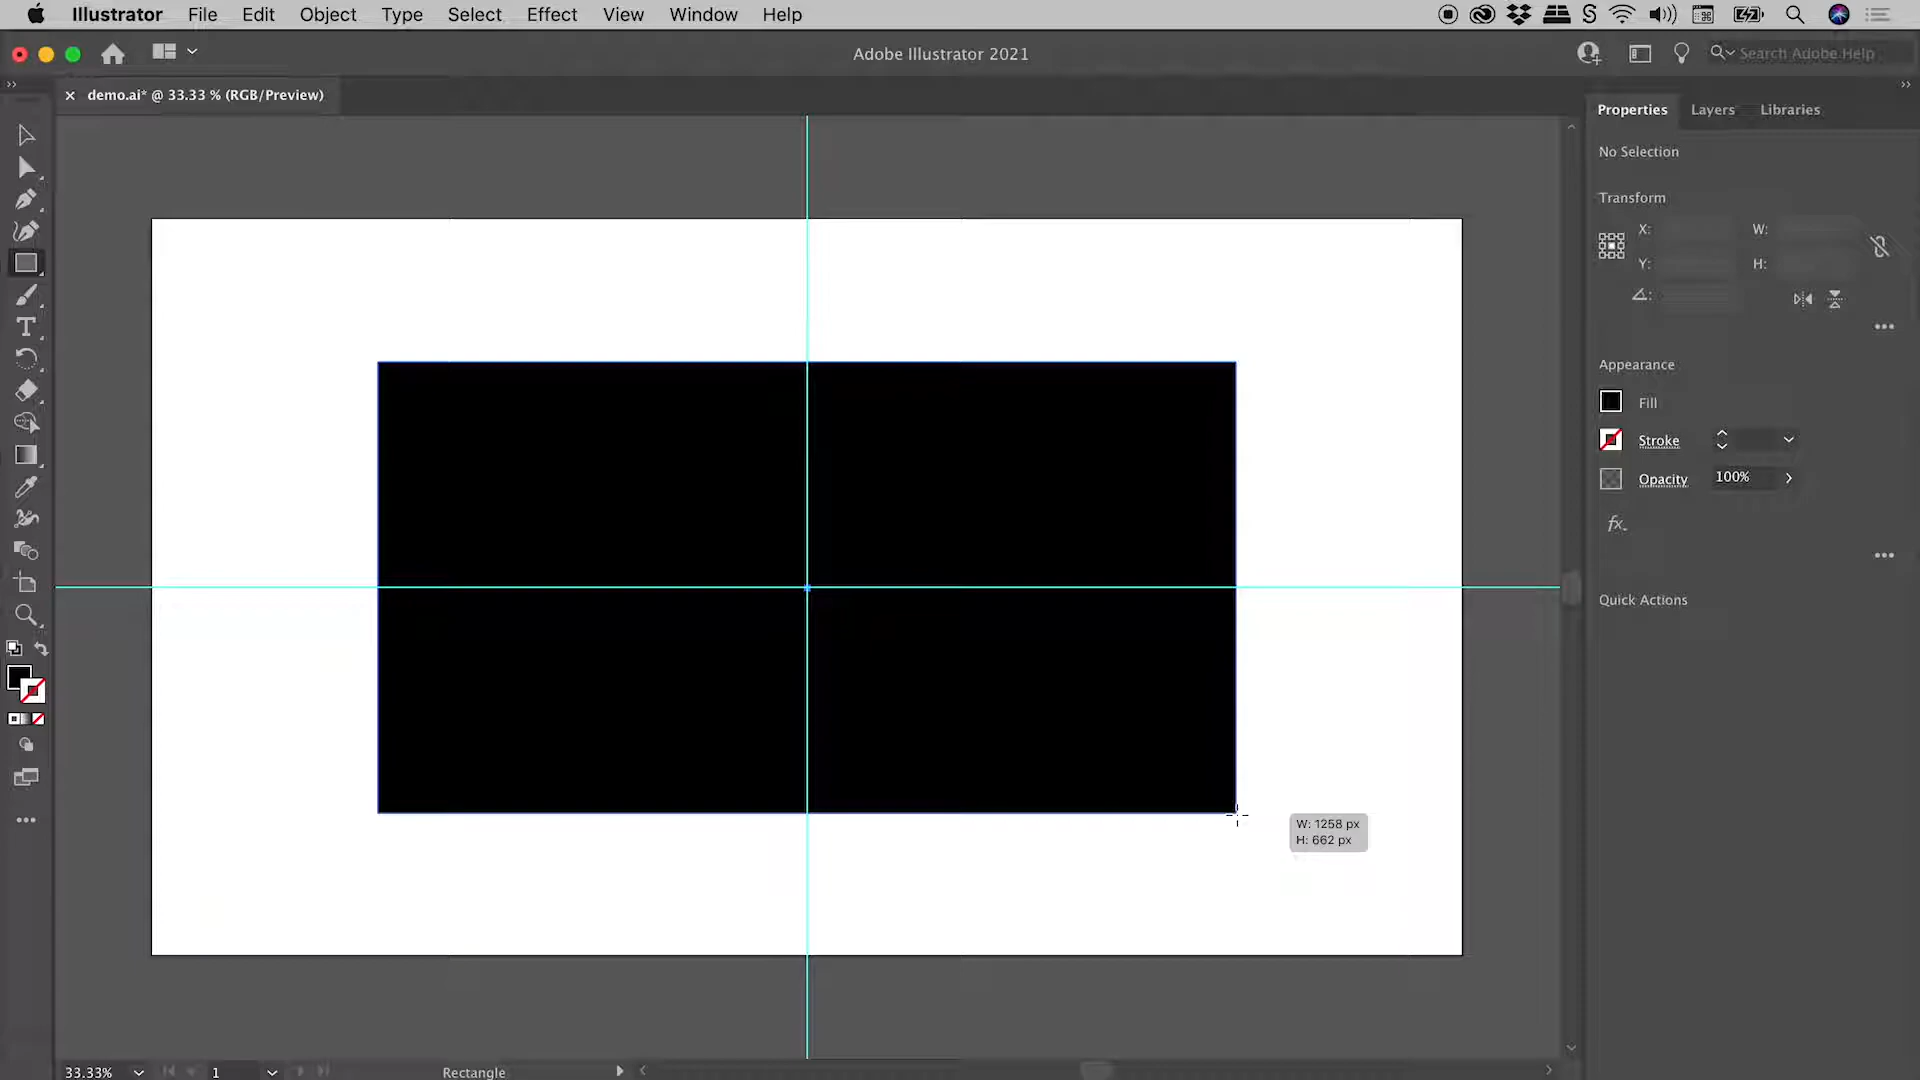 Illustrator File Edit Object Type Select Effect View Window Help
Adobe Illustrator 2021
Search Adobe Help
demo.ai* @ 33.33 % (RGB/Preview)
Properties Layers Libraries
No Selection
Transform
X: W:
Y: H:
Appearance
Fill
Stroke
Opacity 100%
fx.
Quick Actions
W: 1258 px
H: 662 px
33.33% 1 Rectangle